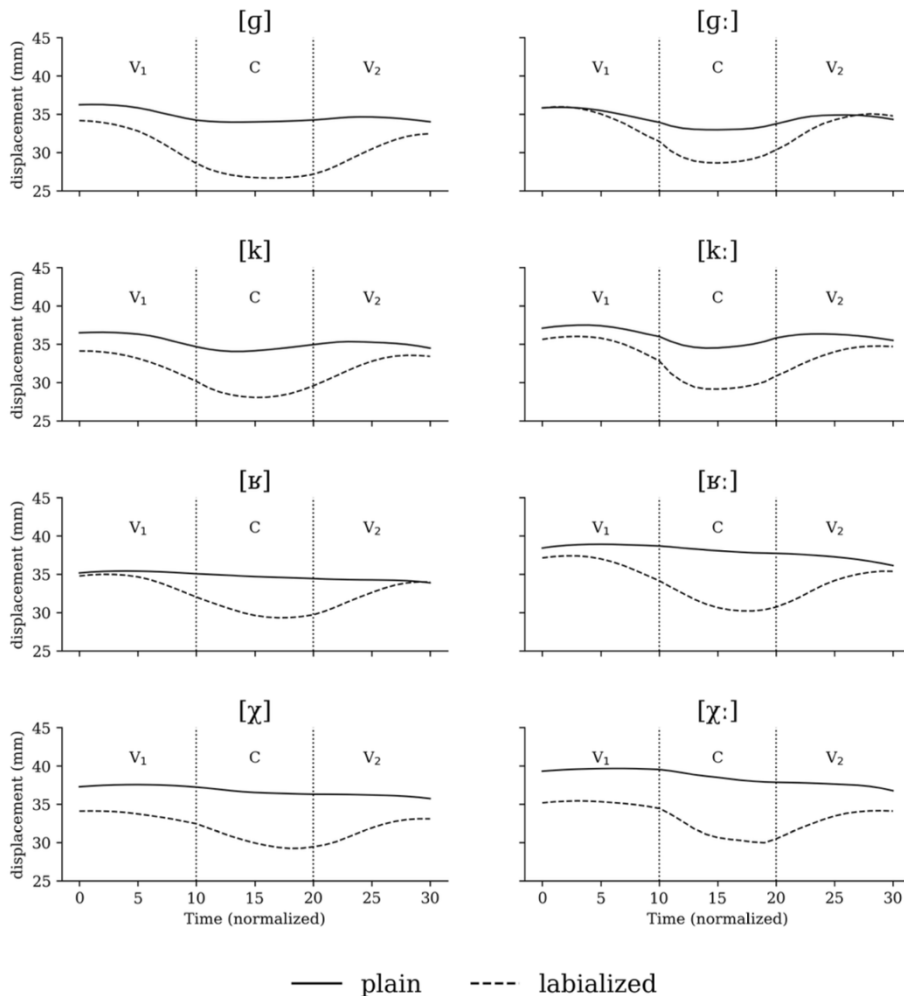 [ɡ] [ɡː]
displacement (mm)
45
40
35
30
25
V₁ C V₂ V₁ C V₂
[k] [kː]
displacement (mm)
45
40
35
30
25
V₁ C V₂ V₁ C V₂
[ʁ] [ʁː]
displacement (mm)
45
40
35
30
25
V₁ C V₂ V₁ C V₂
[χ] [χː]
displacement (mm)
45
40
35
30
25
V₁ C V₂ V₁ C V₂
0 5 10 15 20 25 30 0 5 10 15 20 25 30
Time (normalized) Time (normalized)
plain labialized